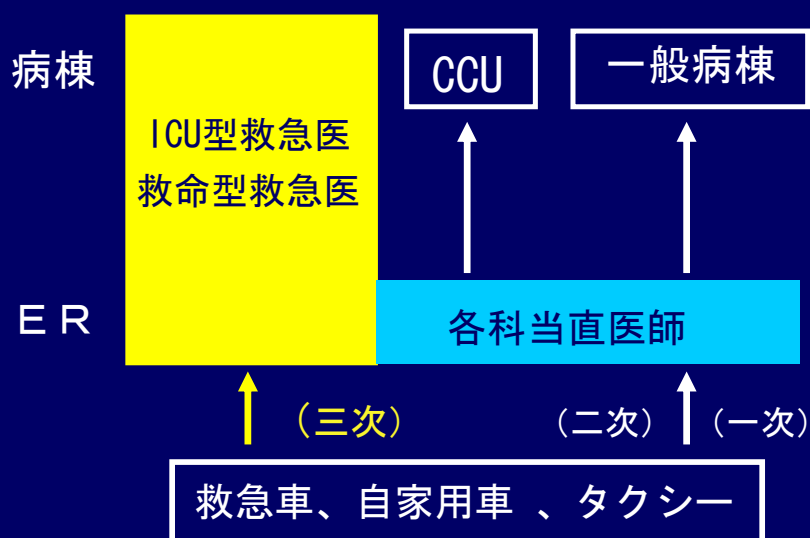 病棟
CCU
一般病棟
ICU型救急医
救命型救急医
ER
各科当直医師
(三次)
(二次)
(一次)
救急車、自家用車 、タクシー